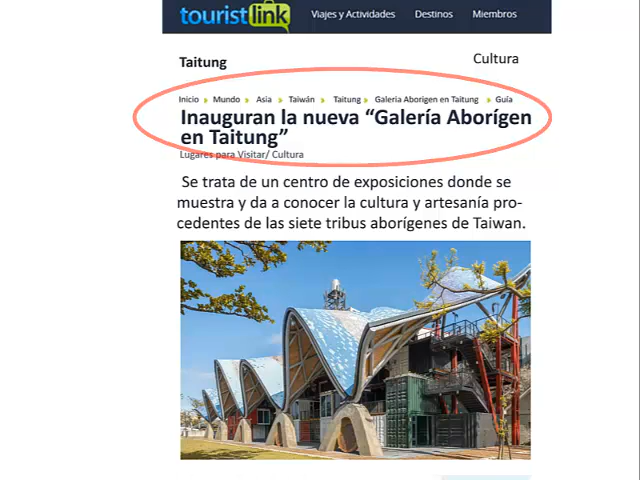 touristlink
Viajes y Actividades Destinos Miembros
Taitung
Cultura
Inicio Mundo Asia Taiwán Taitung Galeria Aborigen en Taitung Guía
Inauguran la nueva “Galería Aborígen
en Taitung”
Lugares para Visitar/ Cultura
Se trata de un centro de exposiciones donde se
muestra y da a conocer la cultura y artesanía pro-
cedentes de las siete tribus aborígenes de Taiwan.